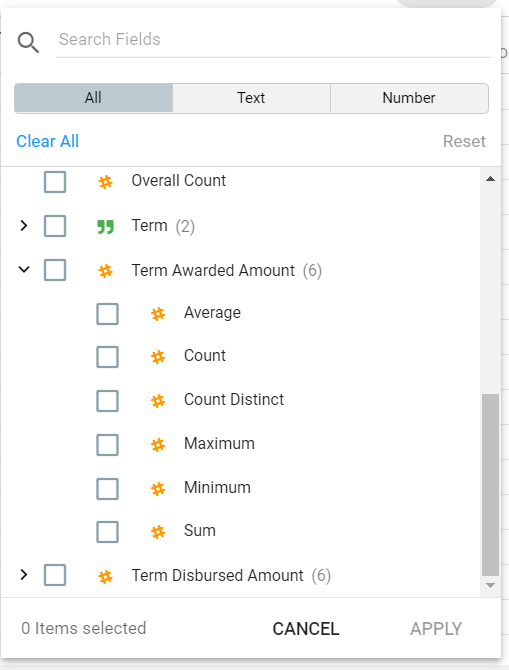 Search Fields
All Text Number
Clear All Reset
Overall Count
Term (2)
Term Awarded Amount (6)
Average
Count
Count Distinct
Maximum
Minimum
Sum
Term Disbursed Amount (6)
0 Items selected CANCEL APPLY